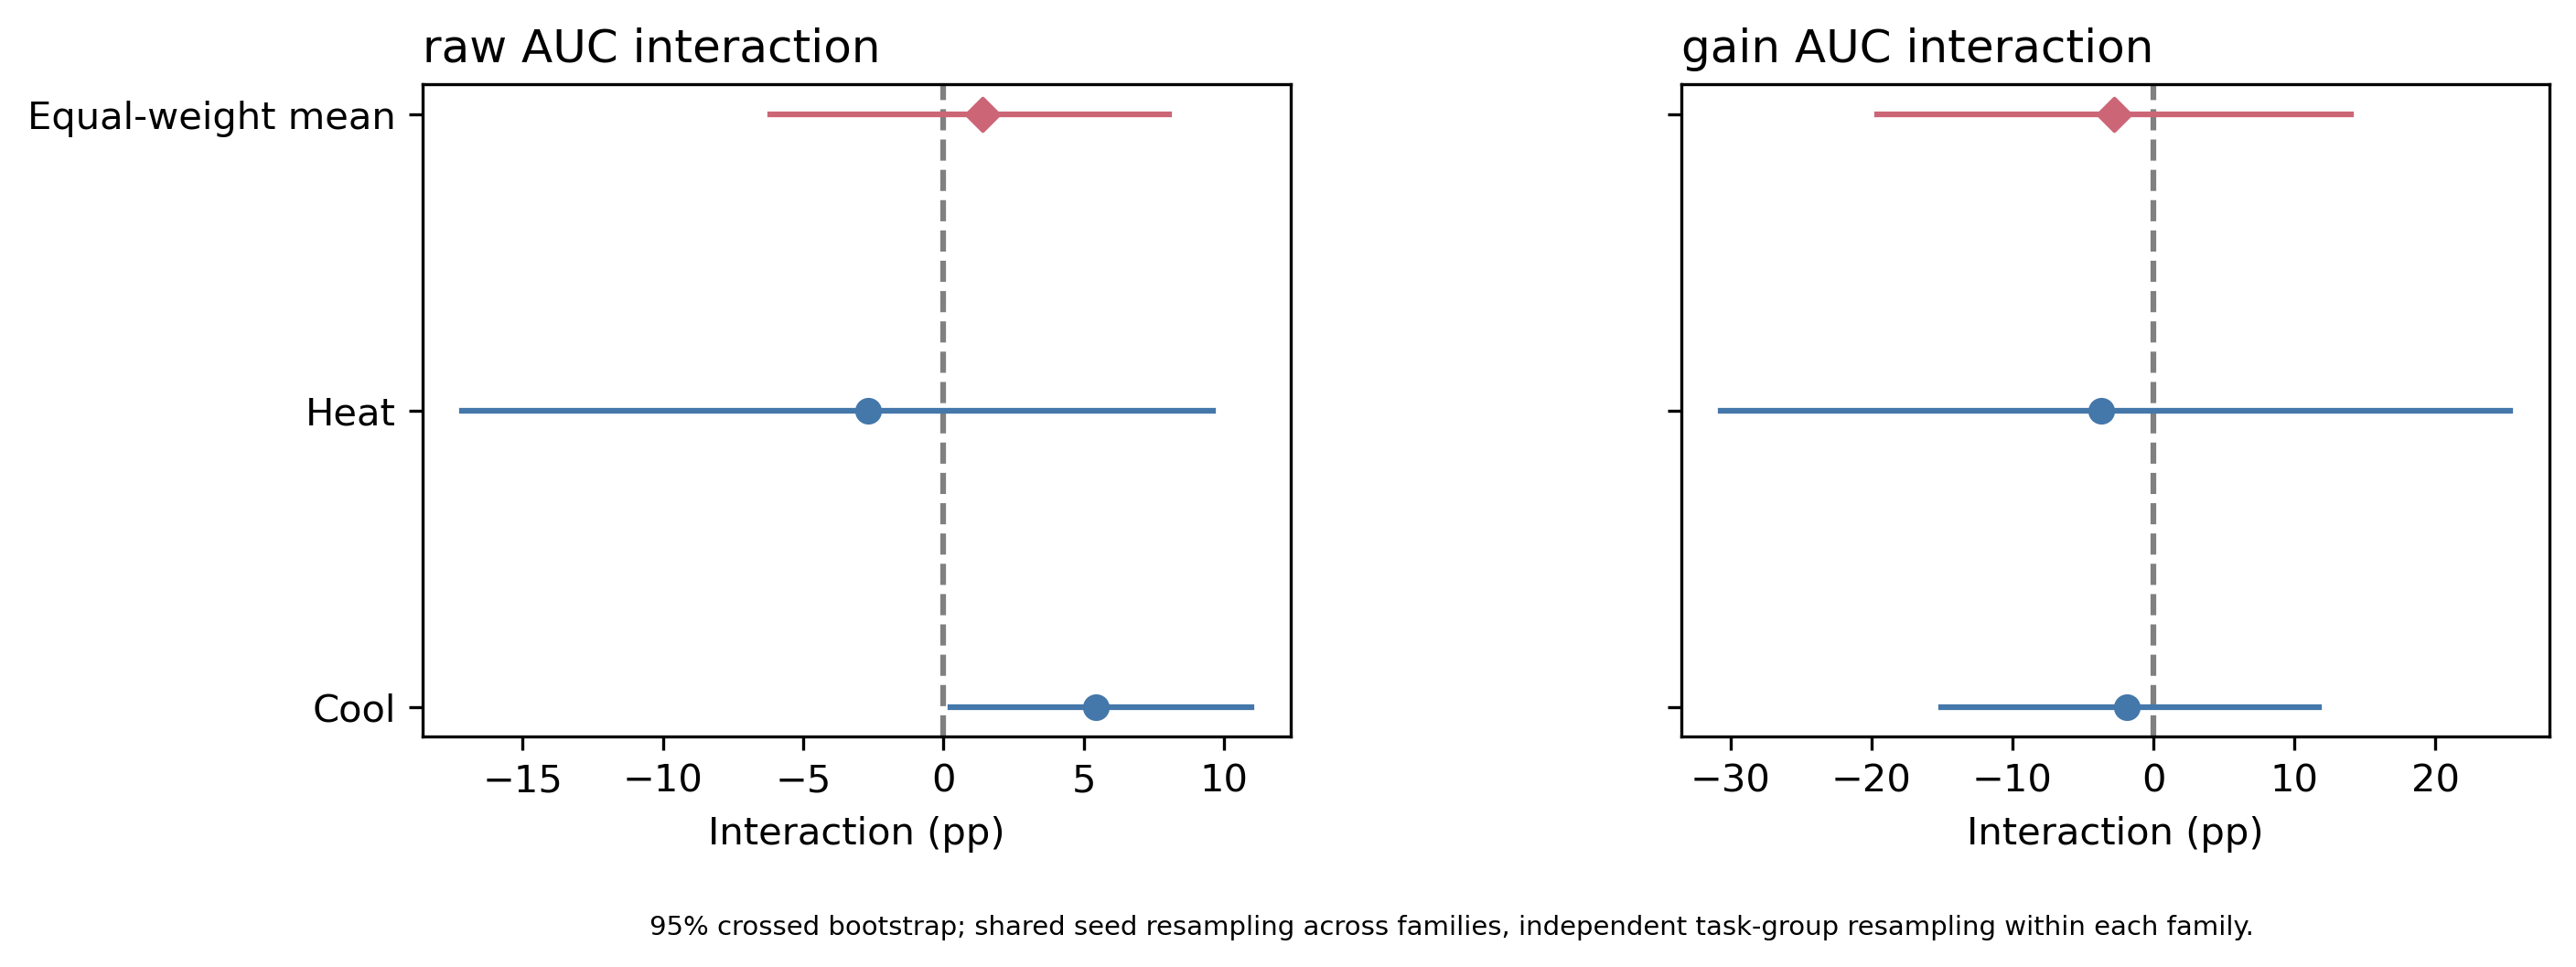 raw AUC interaction
gain AUC interaction
Equal-weight mean
Heat
Cool
−15 −10 −5 0 5 10
−30 −20 −10 0 10 20
Interaction (pp)
Interaction (pp)
95% crossed bootstrap; shared seed resampling across families, independent task-group resampling within each family.